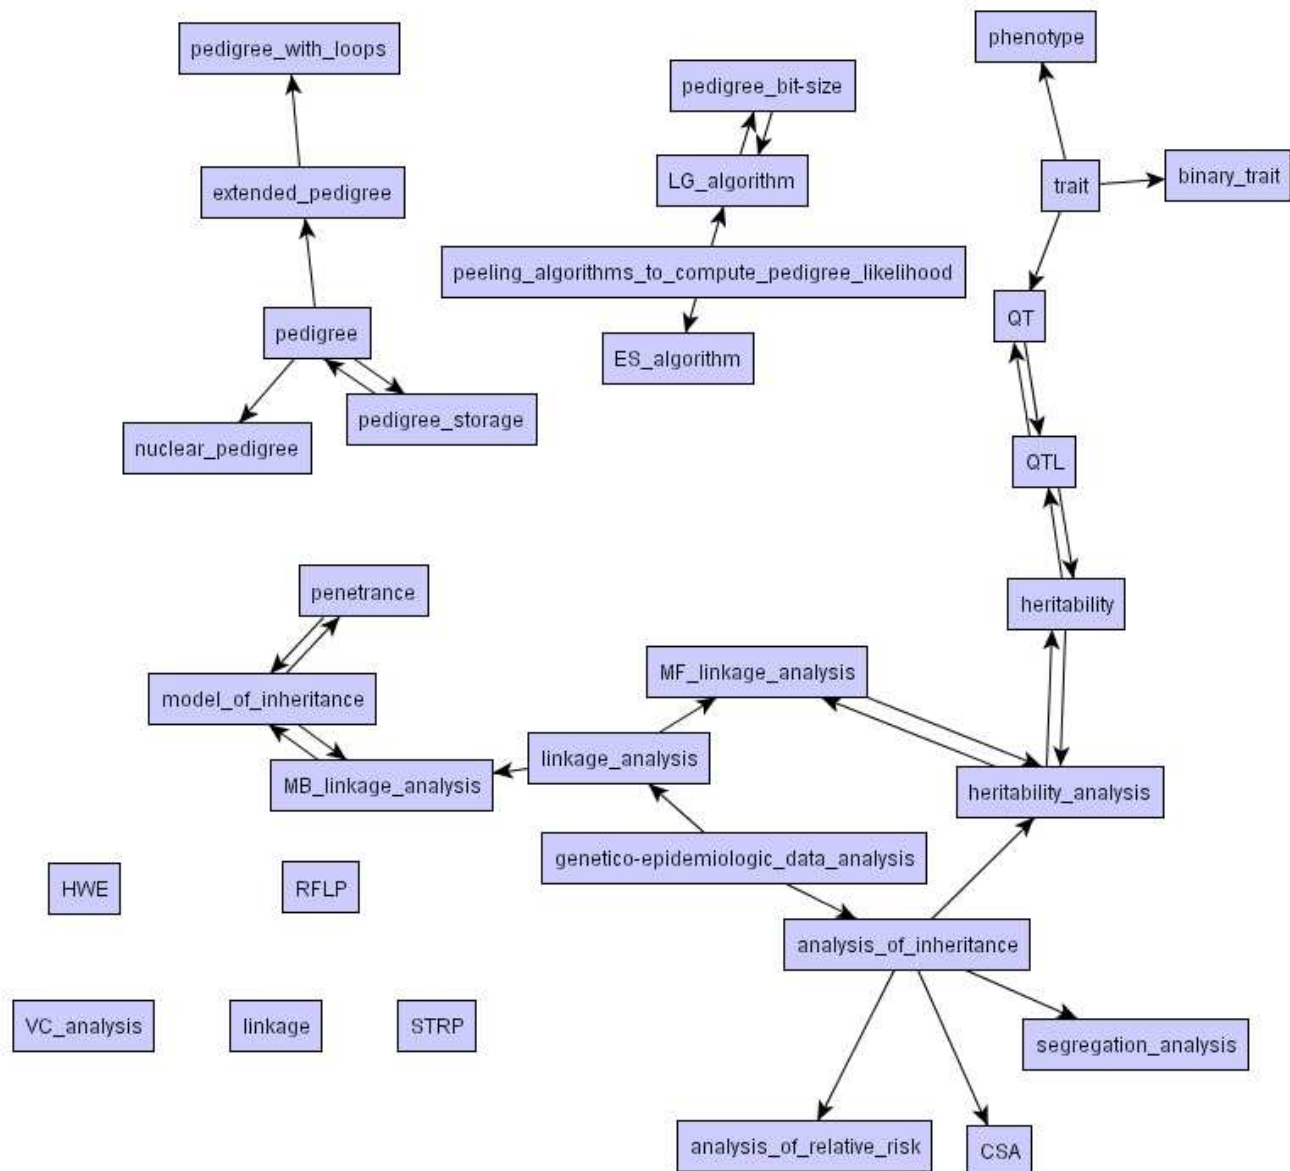 phenotype
pedigree_with_loops
pedigree_bit-size
binary_trait
LG_algorithm
trait
extended_pedigree
peeling_algorithms_to_compute_pedigree_likelihood
QT
pedigree
ES_algorithm
pedigree_storage
nuclear_pedigree
QTL
penetrance
heritability
MF_linkage_analysis
model_of_inheritance
linkage_analysis
MB_linkage_analysis
heritability_analysis
genetico-epidemiologic_data_analysis
HWE
RFLP
analysis_of_inheritance
VC_analysis
linkage
STRP
segregation_analysis
analysis_of_relative_risk
CSA